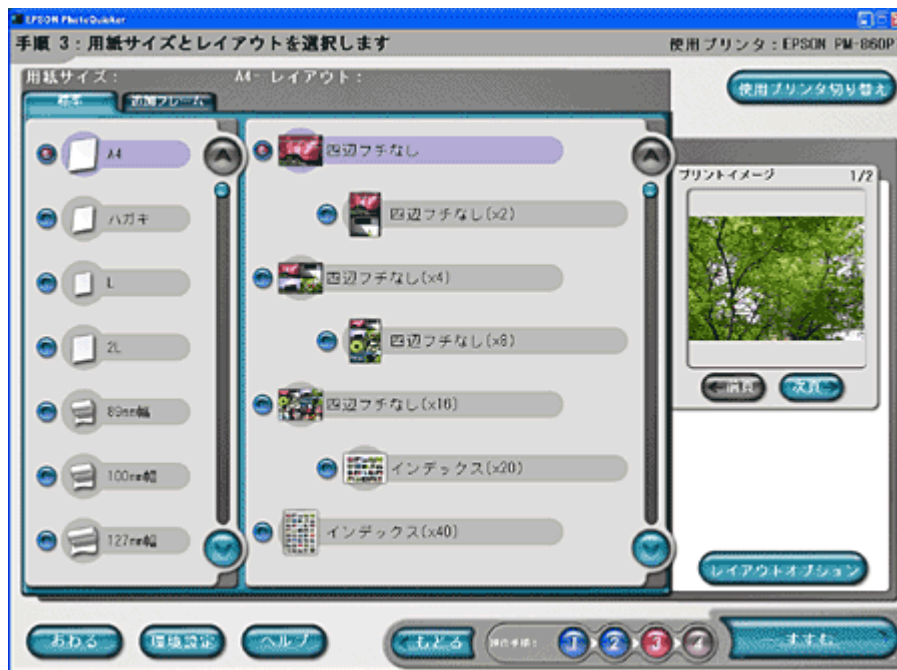 EPSON PhotoQuicker
手順 3：用紙サイズとレイアウトを選択します
使用プリンタ：EPSON PM-860P
用紙サイズ：
A4- レイアウト：
使用プリンタ切り替え
標準
追加フレーム
A4
ハガキ
L
2L
89mm幅
100mm幅
127mm幅
四辺フチなし
四辺フチなし(x2)
四辺フチなし(x4)
四辺フチなし(x8)
四辺フチなし(x16)
インデックス(x20)
インデックス(x40)
プリントイメージ
1/2
前頁
次頁
レイアウトオプション
おわる
環境設定
ヘルプ
もどる
操作手順：
1
2
3
4
すすむ